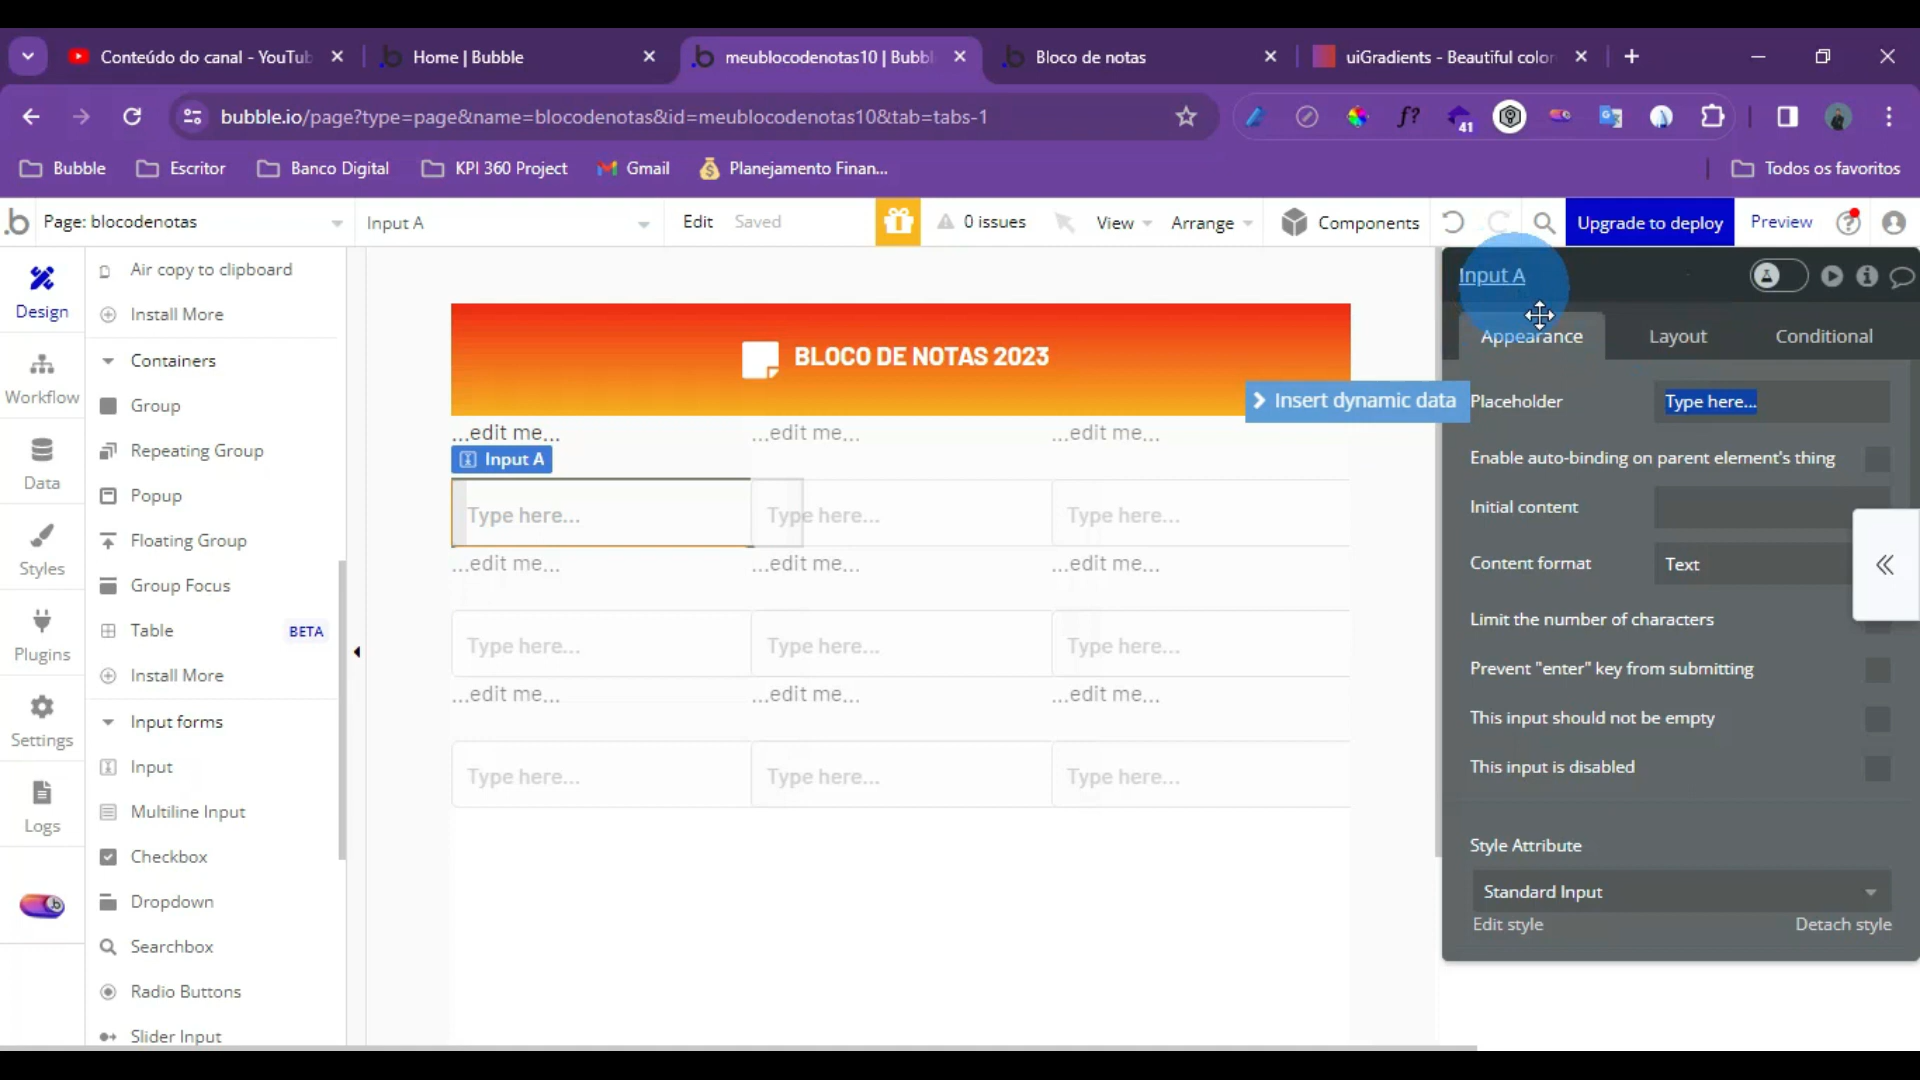 Conteúdo do canal - YouTub
Home | Bubble
meublocodenotas10 | Bubbl
Bloco de notas
uiGradients - Beautiful color
bubble.io/page?type=page&name=blocodenotas&id=meublocodenotas10&tab=tabs-1
f?
41
Bubble
Escritor
Banco Digital
KPI 360 Project
Gmail
Planejamento Finan...
Todos os favoritos
Page: blocodenotas
Input A
Edit
Saved
0 issues
View
Arrange
Components
Upgrade to deploy
Preview
Design
Workflow
Data
Styles
Plugins
Settings
Logs
Air copy to clipboard
Install More
Containers
Group
Repeating Group
Popup
Floating Group
Group Focus
Table
BETA
Install More
Input forms
Input
Multiline Input
Checkbox
Dropdown
Searchbox
Radio Buttons
Slider Input
BLOCO DE NOTAS 2023
...edit me...
...edit me...
...edit me...
Input A
Type here...
Type here...
Type here...
...edit me...
...edit me...
...edit me...
Type here...
Type here...
Type here...
...edit me...
...edit me...
...edit me...
Type here...
Type here...
Type here...
Input A
Appearance
Layout
Conditional
Insert dynamic data
Placeholder
Type here...
Enable auto-binding on parent element's thing
Initial content
Content format
Text
Limit the number of characters
Prevent "enter" key from submitting
This input should not be empty
This input is disabled
Style Attribute
Standard Input
Edit style
Detach style